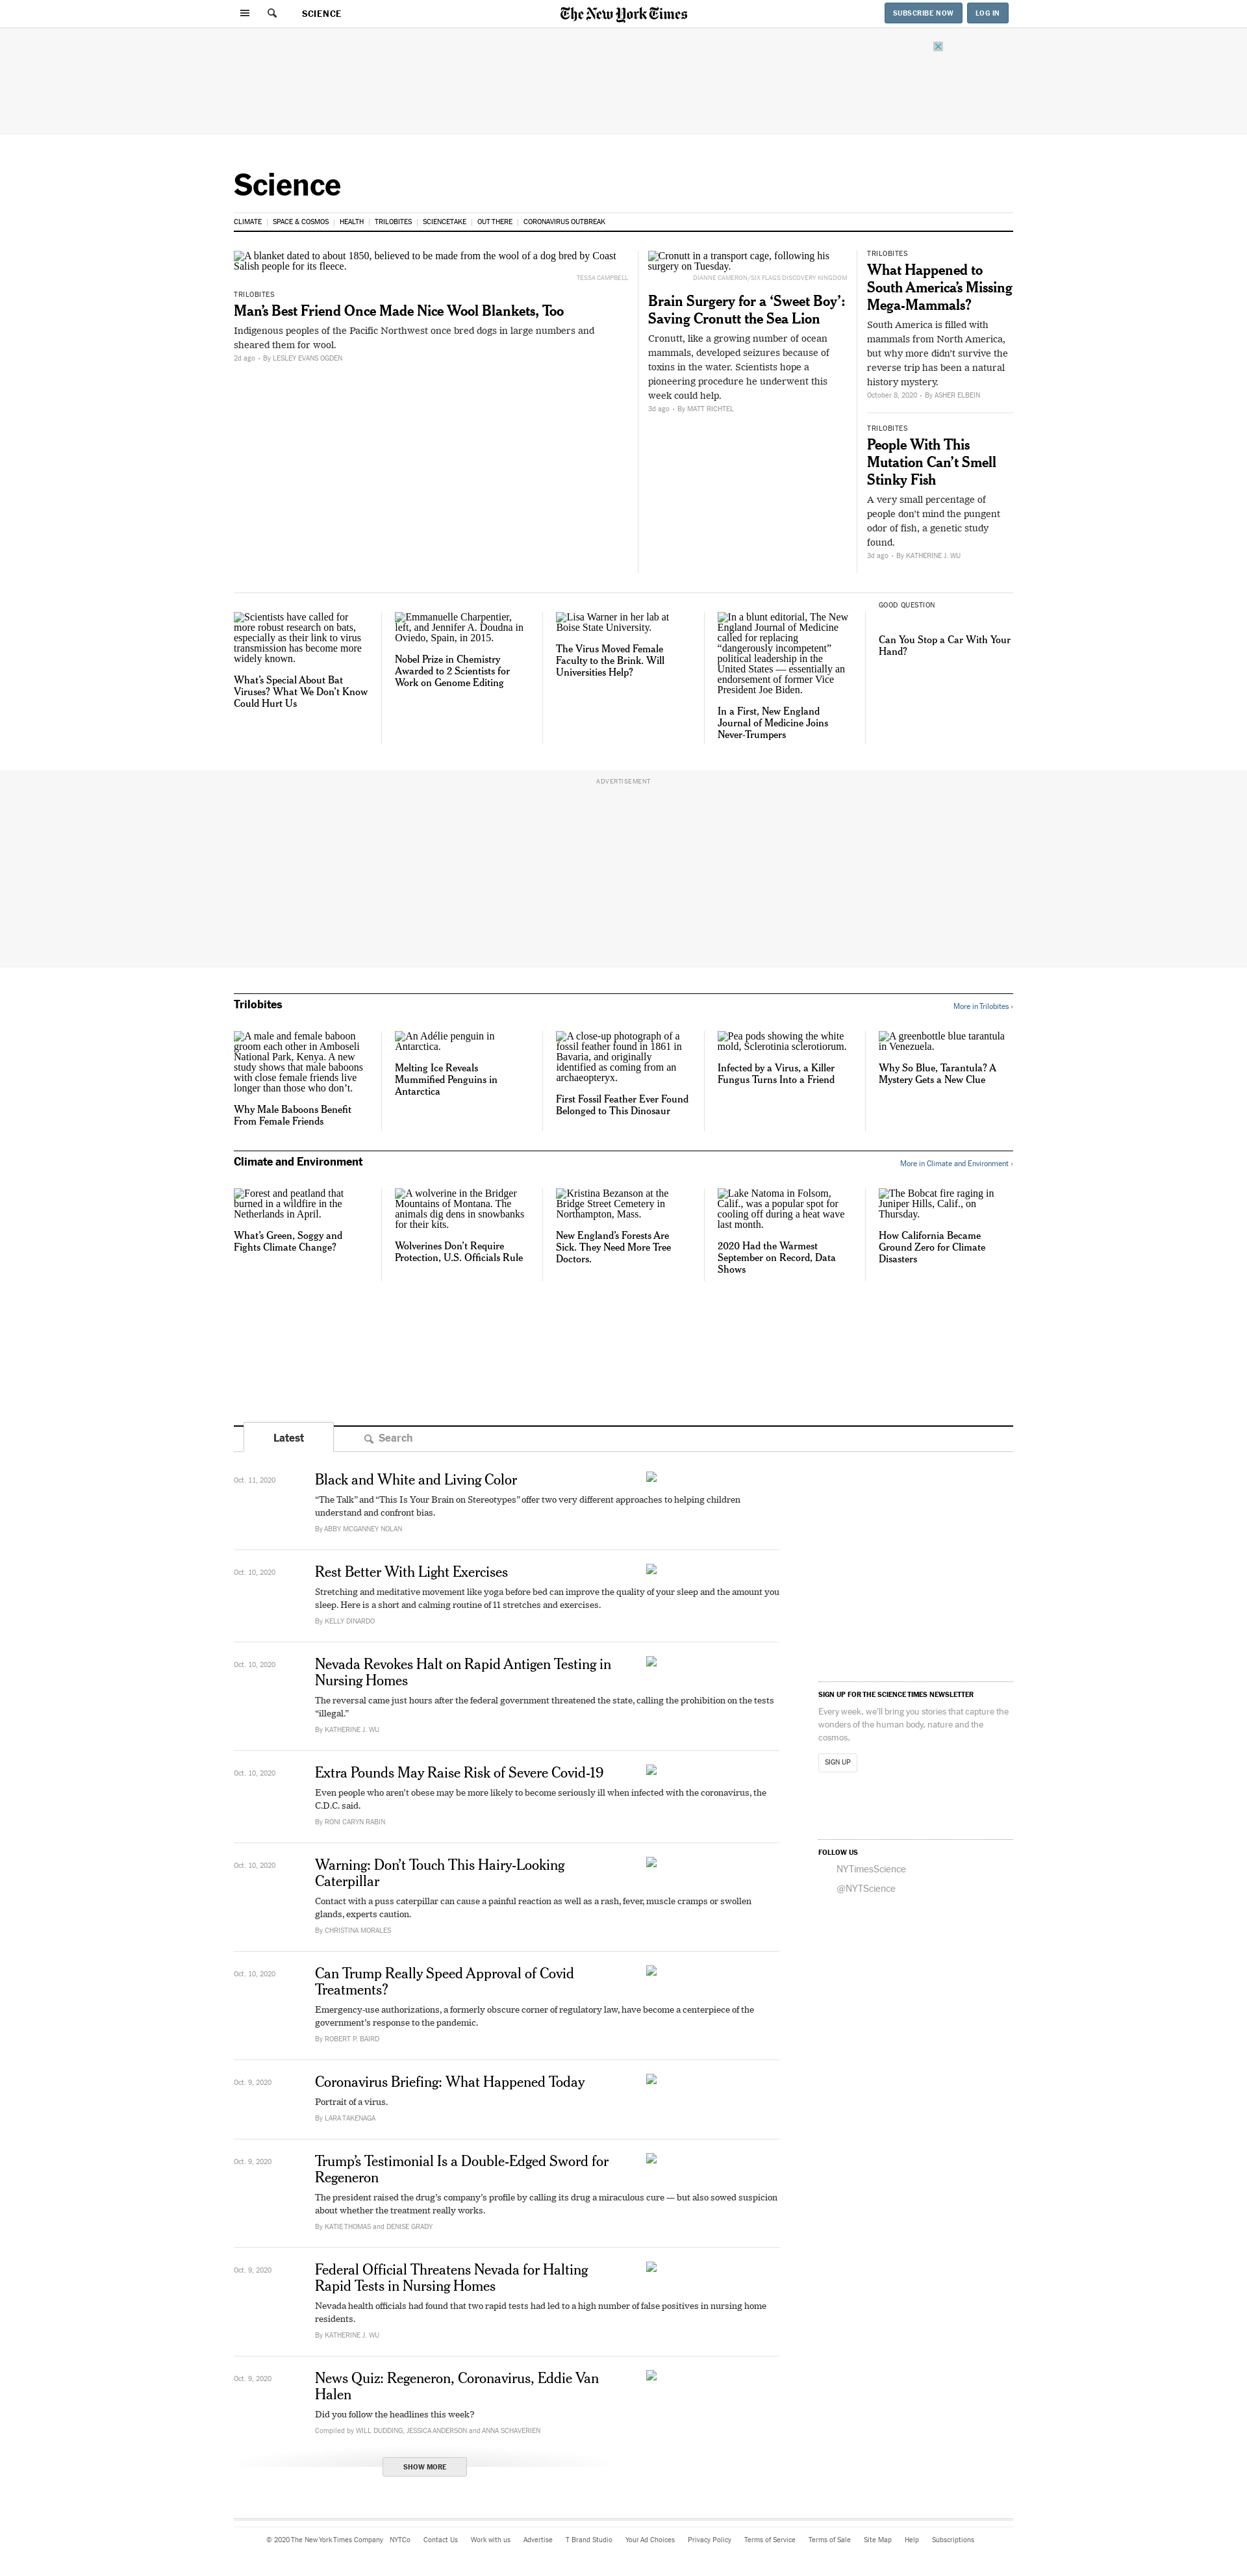 SCIENCE
The New York Times
SUBSCRIBE NOW
LOG IN
Science
CLIMATE
SPACE & COSMOS
HEALTH
TRILOBITES
SCIENCETAKE
OUT THERE
CORONAVIRUS OUTBREAK
A blanket dated to about 1850, believed to be made from the wool of a dog bred by Coast
Salish people for its fleece.
TESSA CAMPBELL
TRILOBITES
Man’s Best Friend Once Made Nice Wool Blankets, Too
Indigenous peoples of the Pacific Northwest once bred dogs in large numbers and
sheared them for wool.
2d ago • By LESLEY EVANS OGDEN
Cronutt in a transport cage, following his
surgery on Tuesday.
DIANNE CAMERON/SIX FLAGS DISCOVERY KINGDOM
Brain Surgery for a ‘Sweet Boy’:
Saving Cronutt the Sea Lion
Cronutt, like a growing number of ocean
mammals, developed seizures because of
toxins in the water. Scientists hope a
pioneering procedure he underwent this
week could help.
3d ago • By MATT RICHTEL
TRILOBITES
What Happened to
South America’s Missing
Mega-Mammals?
South America is filled with
mammals from North America,
but why more didn’t survive the
reverse trip has been a natural
history mystery.
October 8, 2020 • By ASHER ELBEIN
TRILOBITES
People With This
Mutation Can’t Smell
Stinky Fish
A very small percentage of
people don’t mind the pungent
odor of fish, a genetic study
found.
3d ago • By KATHERINE J. WU
Scientists have called for
more robust research on bats,
especially as their link to virus
transmission has become more
widely known.
What’s Special About Bat
Viruses? What We Don’t Know
Could Hurt Us
Emmanuelle Charpentier,
left, and Jennifer A. Doudna in
Oviedo, Spain, in 2015.
Nobel Prize in Chemistry
Awarded to 2 Scientists for
Work on Genome Editing
Lisa Warner in her lab at
Boise State University.
The Virus Moved Female
Faculty to the Brink. Will
Universities Help?
In a blunt editorial, The New
England Journal of Medicine
called for replacing
“dangerously incompetent”
political leadership in the
United States — essentially an
endorsement of former Vice
President Joe Biden.
In a First, New England
Journal of Medicine Joins
Never-Trumpers
GOOD QUESTION
Can You Stop a Car With Your
Hand?
ADVERTISEMENT
Trilobites
More in Trilobites ›
A male and female baboon
groom each other in Amboseli
National Park, Kenya. A new
study shows that male baboons
with close female friends live
longer than those who don’t.
Why Male Baboons Benefit
From Female Friends
An Adélie penguin in
Antarctica.
Melting Ice Reveals
Mummified Penguins in
Antarctica
A close-up photograph of a
fossil feather found in 1861 in
Bavaria, and originally
identified as coming from an
archaeopteryx.
First Fossil Feather Ever Found
Belonged to This Dinosaur
Pea pods showing the white
mold, Sclerotinia sclerotiorum.
Infected by a Virus, a Killer
Fungus Turns Into a Friend
A greenbottle blue tarantula
in Venezuela.
Why So Blue, Tarantula? A
Mystery Gets a New Clue
Climate and Environment
More in Climate and Environment ›
Forest and peatland that
burned in a wildfire in the
Netherlands in April.
What’s Green, Soggy and
Fights Climate Change?
A wolverine in the Bridger
Mountains of Montana. The
animals dig dens in snowbanks
for their kits.
Wolverines Don’t Require
Protection, U.S. Officials Rule
Kristina Bezanson at the
Bridge Street Cemetery in
Northampton, Mass.
New England’s Forests Are
Sick. They Need More Tree
Doctors.
Lake Natoma in Folsom,
Calif., was a popular spot for
cooling off during a heat wave
last month.
2020 Had the Warmest
September on Record, Data
Shows
The Bobcat fire raging in
Juniper Hills, Calif., on
Thursday.
How California Became
Ground Zero for Climate
Disasters
Latest
Search
Oct. 11, 2020
Black and White and Living Color
“The Talk” and “This Is Your Brain on Stereotypes” offer two very different approaches to helping children
understand and confront bias.
By ABBY MCGANNEY NOLAN
Oct. 10, 2020
Rest Better With Light Exercises
Stretching and meditative movement like yoga before bed can improve the quality of your sleep and the amount you
sleep. Here is a short and calming routine of 11 stretches and exercises.
By KELLY DINARDO
Oct. 10, 2020
Nevada Revokes Halt on Rapid Antigen Testing in
Nursing Homes
The reversal came just hours after the federal government threatened the state, calling the prohibition on the tests
“illegal.”
By KATHERINE J. WU
Oct. 10, 2020
Extra Pounds May Raise Risk of Severe Covid-19
Even people who aren’t obese may be more likely to become seriously ill when infected with the coronavirus, the
C.D.C. said.
By RONI CARYN RABIN
Oct. 10, 2020
Warning: Don’t Touch This Hairy-Looking
Caterpillar
Contact with a puss caterpillar can cause a painful reaction as well as a rash, fever, muscle cramps or swollen
glands, experts caution.
By CHRISTINA MORALES
Oct. 10, 2020
Can Trump Really Speed Approval of Covid
Treatments?
Emergency-use authorizations, a formerly obscure corner of regulatory law, have become a centerpiece of the
government’s response to the pandemic.
By ROBERT P. BAIRD
Oct. 9, 2020
Coronavirus Briefing: What Happened Today
Portrait of a virus.
By LARA TAKENAGA
Oct. 9, 2020
Trump’s Testimonial Is a Double-Edged Sword for
Regeneron
The president raised the drug’s company’s profile by calling its drug a miraculous cure — but also sowed suspicion
about whether the treatment really works.
By KATIE THOMAS and DENISE GRADY
Oct. 9, 2020
Federal Official Threatens Nevada for Halting
Rapid Tests in Nursing Homes
Nevada health officials had found that two rapid tests had led to a high number of false positives in nursing home
residents.
By KATHERINE J. WU
Oct. 9, 2020
News Quiz: Regeneron, Coronavirus, Eddie Van
Halen
Did you follow the headlines this week?
Compiled by WILL DUDDING, JESSICA ANDERSON and ANNA SCHAVERIEN
SHOW MORE
SIGN UP FOR THE SCIENCE TIMES NEWSLETTER
Every week, we’ll bring you stories that capture the
wonders of the human body, nature and the
cosmos.
SIGN UP
FOLLOW US
NYTimesScience
@NYTScience
© 2020 The New York Times Company
NYTCo
Contact Us
Work with us
Advertise
T Brand Studio
Your Ad Choices
Privacy Policy
Terms of Service
Terms of Sale
Site Map
Help
Subscriptions